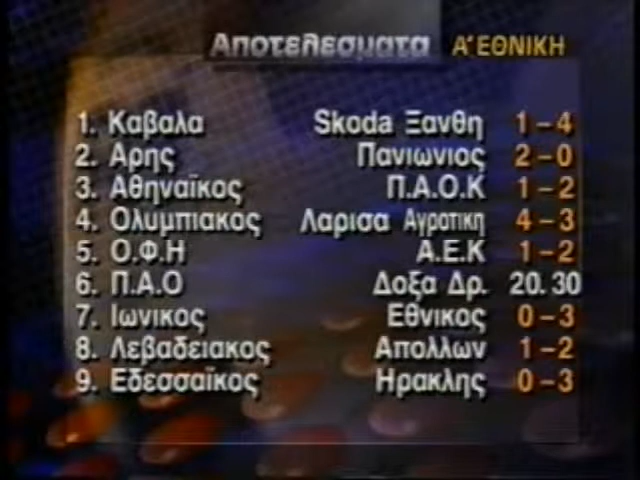 Αποτελεσματα Α' ΕΘΝΙΚΗ
1. Καβαλα Skoda Ξανθη 1 – 4
2. Αρης Πανιωνιος 2 – 0
3. Αθηναϊκος Π.Α.Ο.Κ 1 – 2
4. Ολυμπιακος Λαρισα Αγροτικη 4 – 3
5. Ο.Φ.Η Α.Ε.Κ 1 – 2
6. Π.Α.Ο Δοξα Δρ. 20.30
7. Ιωνικος Εθνικος 0 – 3
8. Λεβαδειακος Απολλων 1 – 2
9. Εδεσσαϊκος Ηρακλης 0 – 3